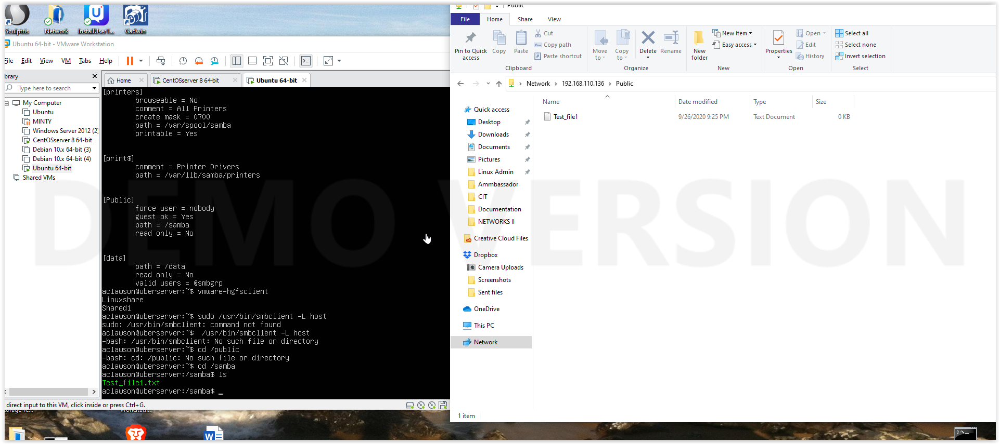 Sculptris
Network
InstallUserT...
Gadwin
Ubuntu 64-bit - VMware Workstation
File Edit View VM Tabs Help
Library
Type here to search
My Computer
Ubuntu
MINTY
Windows Server 2012 (2)
CentOSserver 8 64-bit
Debian 10.x 64-bit (3)
Debian 10.x 64-bit (4)
Ubuntu 64-bit
Shared VMs
Home
CentOSserver 8 64-bit
Ubuntu 64-bit
[printers]
browseable = No
comment = All Printers
create mask = 0700
path = /var/spool/samba
printable = Yes
[print$]
comment = Printer Drivers
path = /var/lib/samba/printers
[Public]
force user = nobody
guest ok = Yes
path = /samba
read only = No
[data]
path = /data
read only = No
valid users = @smbgrp
aclawson@uberserver:~$ vmware-hgfsclient
Linuxshare
Shared1
aclawson@uberserver:~$ sudo /usr/bin/smbclient -L host
sudo: /usr/bin/smbclient: command not found
aclawson@uberserver:~$  /usr/bin/smbclient -L host
-bash: /usr/bin/smbclient: No such file or directory
aclawson@uberserver:~$ cd /public
-bash: cd: /public: No such file or directory
aclawson@uberserver:~$ cd /samba
aclawson@uberserver:/samba$ ls
Test_file1.txt
aclawson@uberserver:/samba$ _
direct input to this VM, click inside or press Ctrl+G.
Public
File Home Share View
Pin to Quick access
Copy
Paste
Cut
Copy path
Paste shortcut
Clipboard
Move to
Copy to
Delete
Rename
Organize
New folder
New item
Easy access
New
Properties
Open
Edit
History
Open
Select all
Select none
Invert selection
Select
Network > 192.168.110.136 > Public
Name Date modified Type Size
Test_file1 9/26/2020 9:25 PM Text Document 0 KB
Quick access
Desktop
Downloads
Documents
Pictures
Linux Admin
Ammbassador
CIT
Documentation
NETWORKS II
Creative Cloud Files
Dropbox
Camera Uploads
Screenshots
Sent files
OneDrive
This PC
Network
1 item
DEMO VERSION
W
C:\